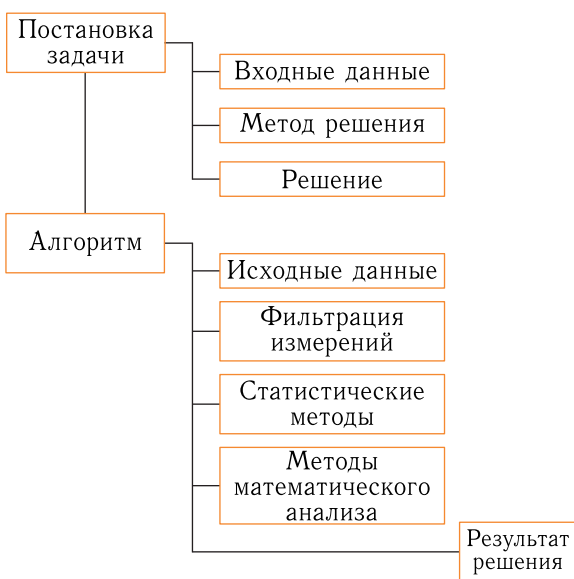 Постановка
задачи
Входные данные
Метод решения
Решение
Алгоритм
Исходные данные
Фильтрация
измерений
Статистические
методы
Методы
математического
анализа
Результат
решения